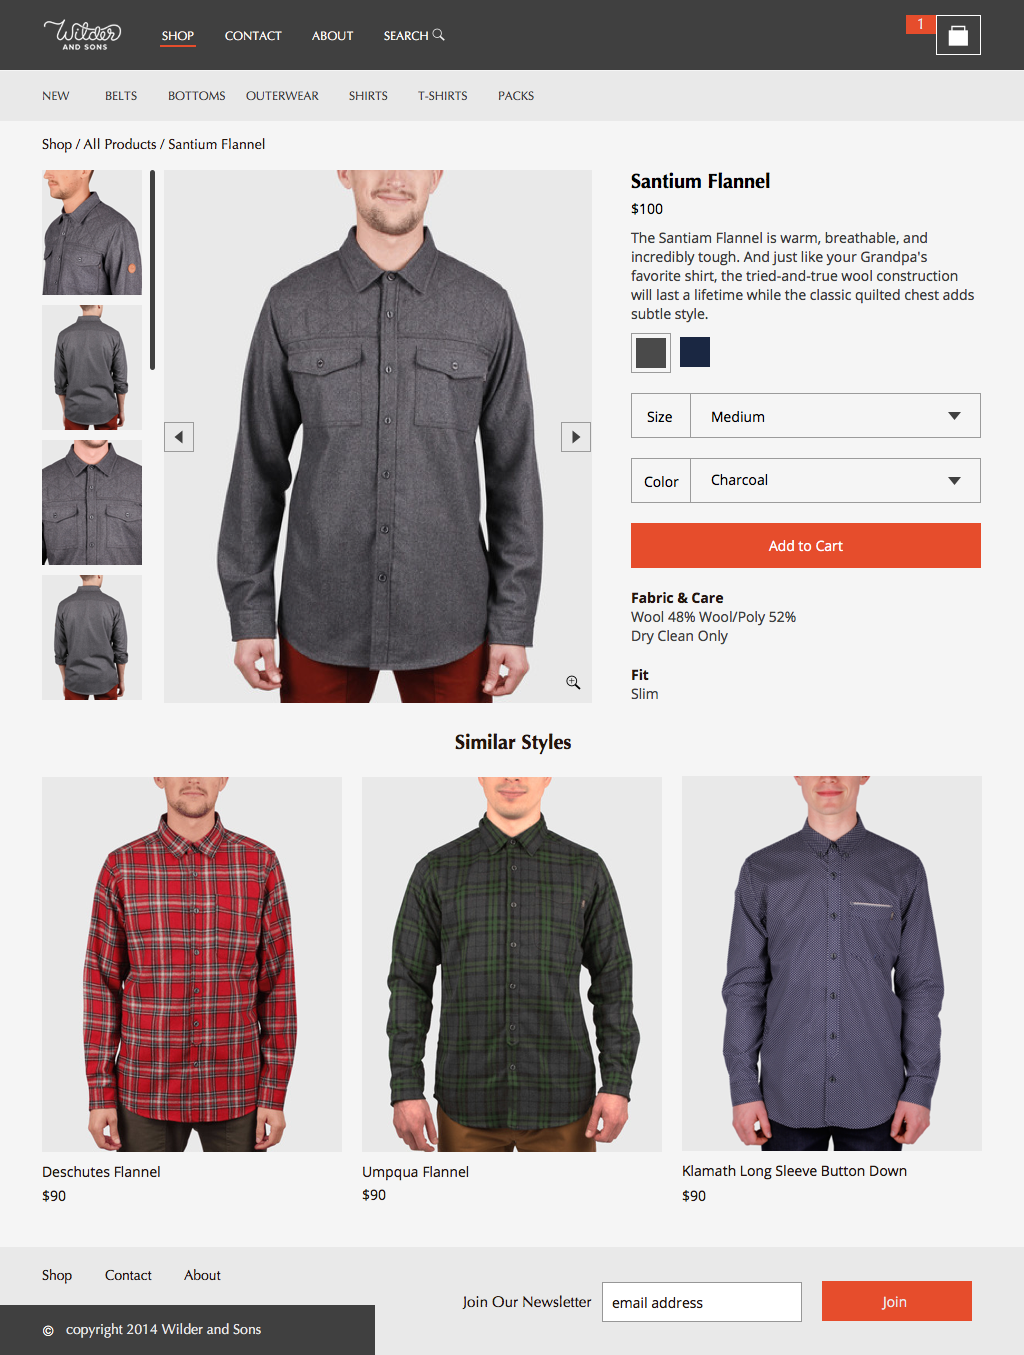 Wilder
AND SONS
SHOP CONTACT ABOUT SEARCH
1
NEW BELTS BOTTOMS OUTERWEAR SHIRTS T-SHIRTS PACKS
Shop / All Products / Santium Flannel
Santium Flannel
$100
The Santiam Flannel is warm, breathable, and
incredibly tough. And just like your Grandpa's
favorite shirt, the tried-and-true wool construction
will last a lifetime while the classic quilted chest adds
subtle style.
Size Medium
Color Charcoal
Add to Cart
Fabric & Care
Wool 48% Wool/Poly 52%
Dry Clean Only
Fit
Slim
Similar Styles
Deschutes Flannel
$90
Umpqua Flannel
$90
Klamath Long Sleeve Button Down
$90
Shop Contact About
Join Our Newsletter email address Join
© copyright 2014 Wilder and Sons